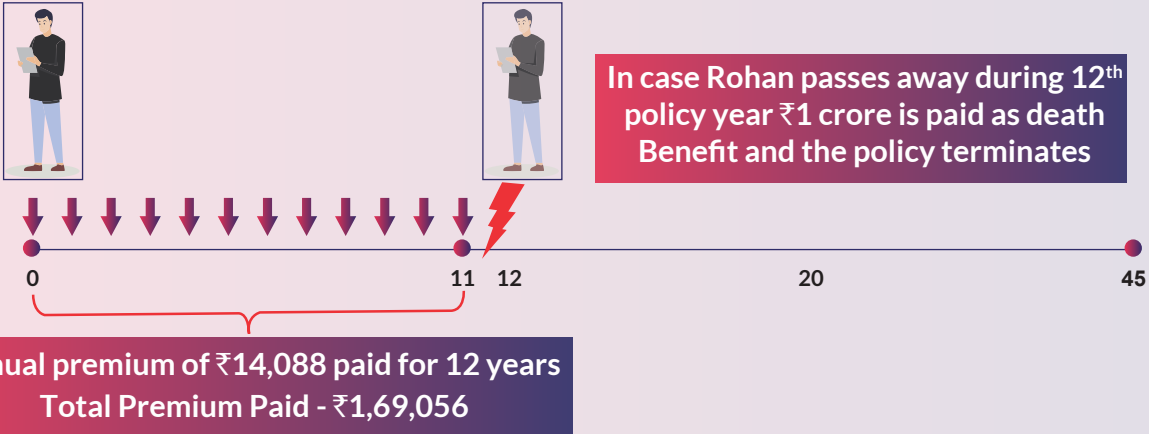 In case Rohan passes away during 12th
policy year ₹1 crore is paid as death
Benefit and the policy terminates
0
11
12
20
45
ual premium of ₹14,088 paid for 12 years
Total Premium Paid - ₹1,69,056